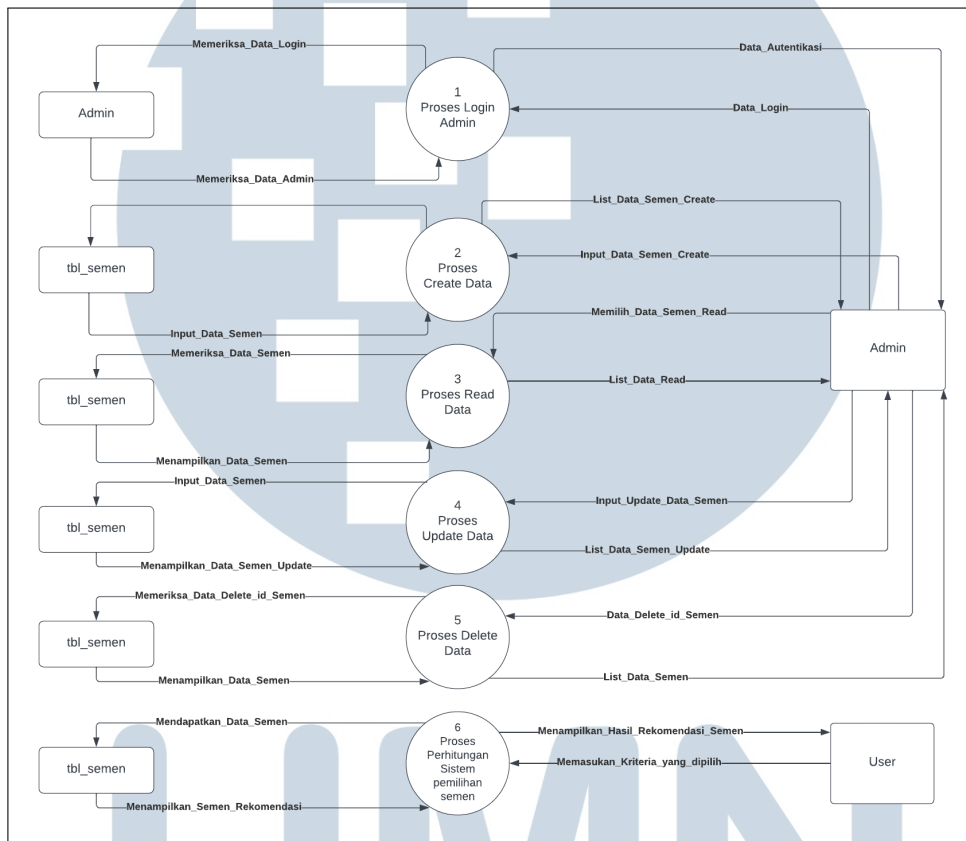 Memeriksa_Data_Login
Data_Autentikasi
1
Proses Login
Admin
Admin
Data_Login
Memeriksa_Data_Admin
List_Data_Semen_Create
2
Proses
Create Data
tbl_semen
Input_Data_Semen_Create
Input_Data_Semen
Memilih_Data_Semen_Read
Admin
Memeriksa_Data_Semen
3
Proses Read
Data
tbl_semen
List_Data_Read
Menampilkan_Data_Semen
Input_Data_Semen
4
Proses
Update Data
tbl_semen
Input_Update_Data_Semen
List_Data_Semen_Update
Menampilkan_Data_Semen_Update
Memeriksa_Data_Delete_id_Semen
5
Proses Delete
Data
tbl_semen
Data_Delete_id_Semen
Menampilkan_Data_Semen
List_Data_Semen
Mendapatkan_Data_Semen
6
Proses
Perhitungan
Sistem
pemilihan
semen
tbl_semen
Menampilkan_Hasil_Rekomendasi_Semen
Memasukan_Kriteria_yang_dipilih
User
Menampilkan_Semen_Rekomendasi
UMN